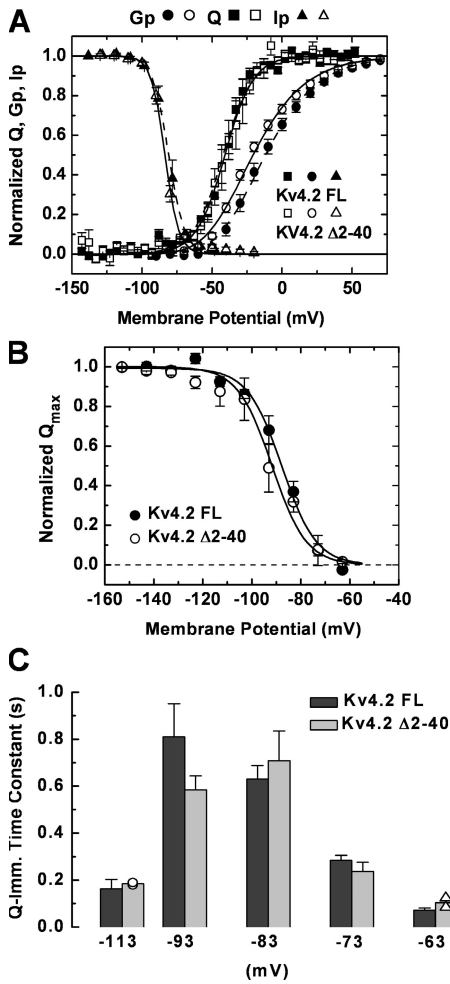 A
Gp ● ○ Q ■ □ Ip ▲ △
Normalized Q, Gp, Ip
1.0
0.8
0.6
0.4
0.2
0.0
■ ● ▲
Kv4.2 FL
□ ○ △
KV4.2 Δ2-40
-150 -100 -50 0 50
Membrane Potential (mV)
B
Normalized Qmax
1.0
0.8
0.6
0.4
0.2
0.0
● Kv4.2 FL
○ Kv4.2 Δ2-40
-160 -140 -120 -100 -80 -60 -40
Membrane Potential (mV)
C
Q-Imm. Time Constant (s)
1.0
0.8
0.6
0.4
0.2
0.0
Kv4.2 FL
Kv4.2 Δ2-40
-113 -93 -83 -73 -63
(mV)